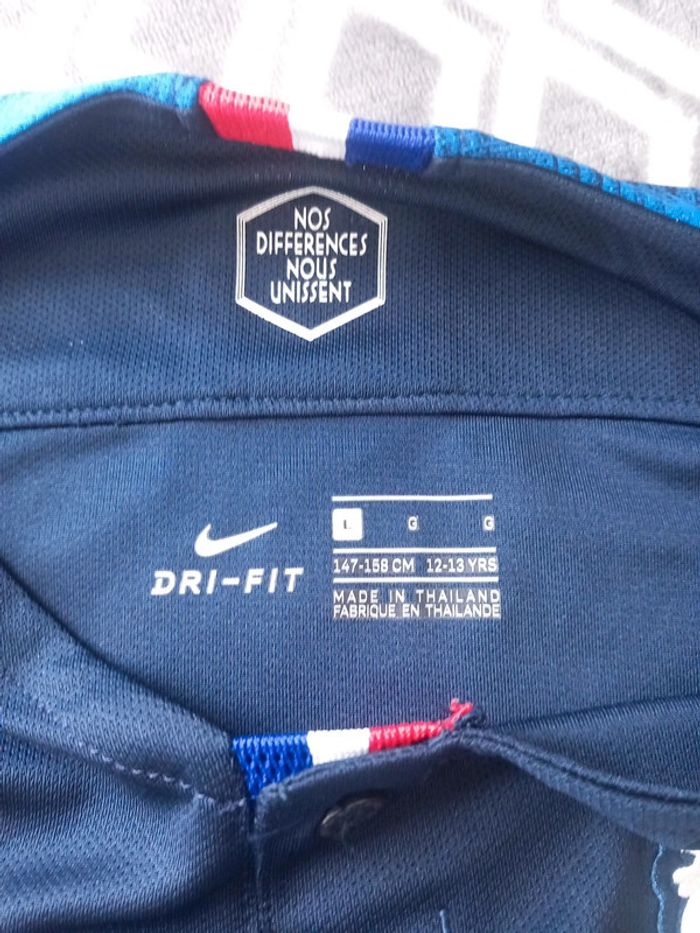 NOS
DIFFERENCES
NOUS
UNISSENT
DRI-FIT
L G G
147-158 CM 12-13 YRS
MADE IN THAILAND
FABRIQUE EN THAILANDE